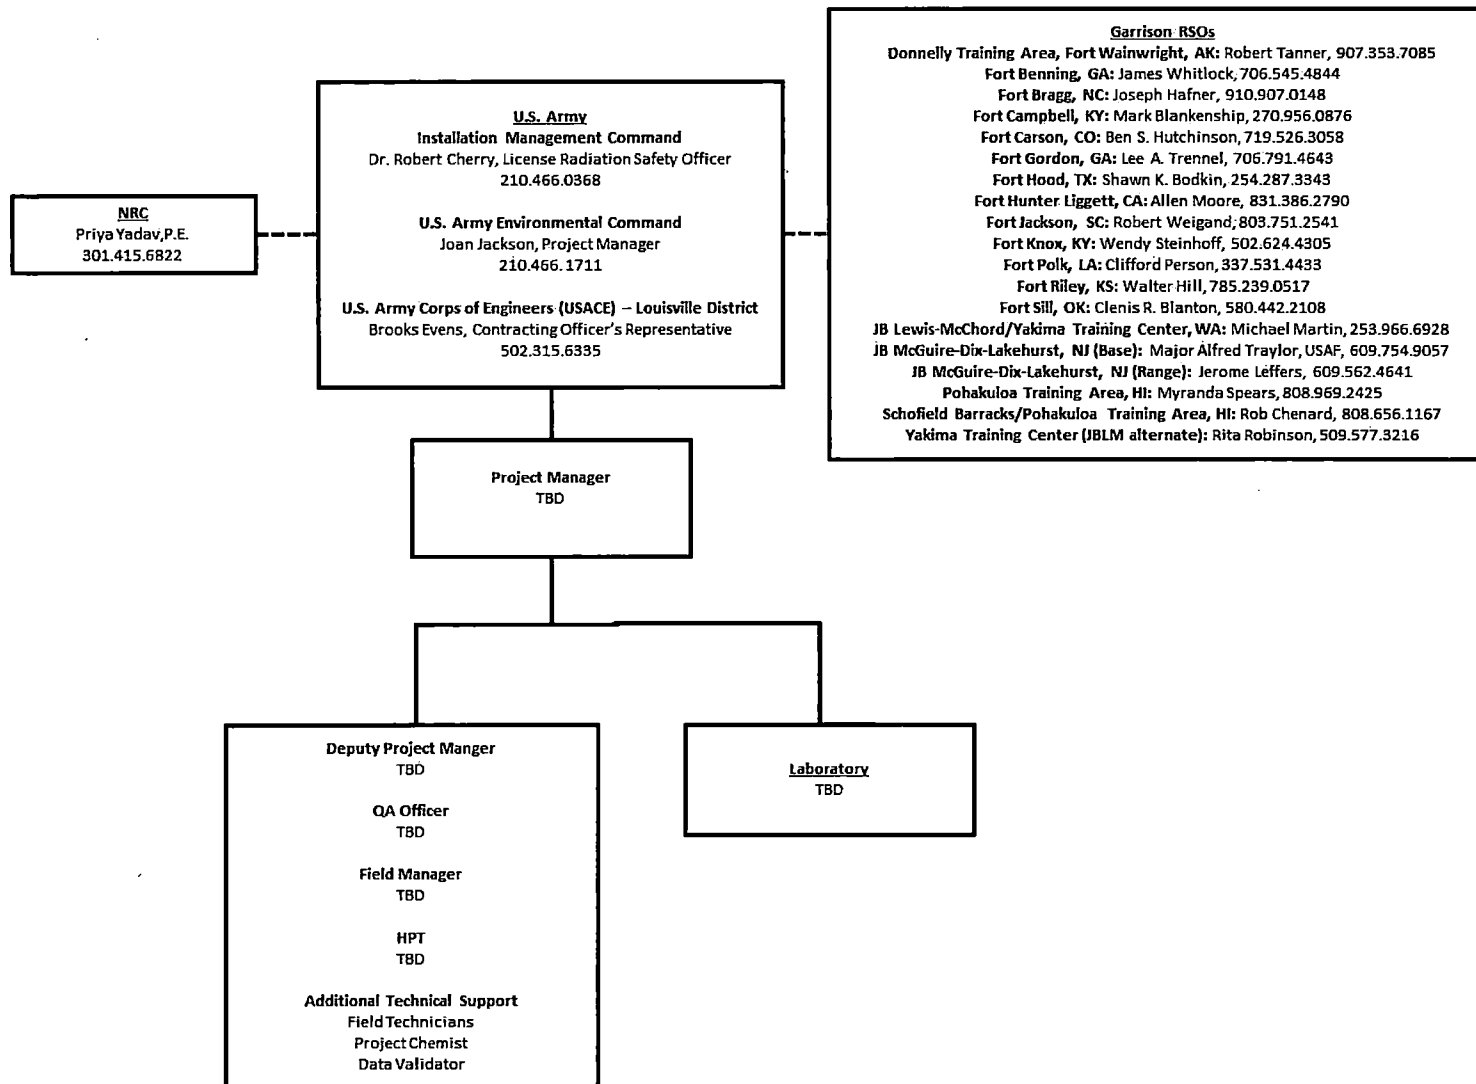 Garrison RSOs
Donnelly Training Area, Fort Wainwright, AK: Robert Tanner, 907.353.7085
Fort Benning, GA: James Whitlock, 706.545.4844
Fort Bragg, NC: Joseph Hafner, 910.907.0148
Fort Campbell, KY: Mark Blankenship, 270.956.0876
Fort Carson, CO: Ben S. Hutchinson, 719.526.3058
Fort Gordon, GA: Lee A. Trennel, 706.791.4643
Fort Hood, TX: Shawn K. Bodkin, 254.287.3343
Fort Hunter Liggett, CA: Allen Moore, 831.386.2790
Fort Jackson, SC: Robert Weigand, 803.751.2541
Fort Knox, KY: Wendy Steinhoff, 502.624.4305
Fort Polk, LA: Clifford Person, 337.531.4433
Fort Riley, KS: Walter Hill, 785.239.0517
Fort Sill, OK: Clenis R. Blanton, 580.442.2108
JB Lewis-McChord/Yakima Training Center, WA: Michael Martin, 253.966.6928
JB McGuire-Dix-Lakehurst, NJ (Base): Major Alfred Traylor, USAF, 609.754.9057
JB McGuire-Dix-Lakehurst, NJ (Range): Jerome Leffers, 609.562.4641
Pohakuloa Training Area, HI: Myranda Spears, 808.969.2425
Schofield Barracks/Pohakuloa Training Area, HI: Rob Chenard, 808.656.1167
Yakima Training Center (JBLM alternate): Rita Robinson, 509.577.3216
U.S. Army
Installation Management Command
Dr. Robert Cherry, License Radiation Safety Officer
210.466.0368
U.S. Army Environmental Command
Joan Jackson, Project Manager
210.466.1711
U.S. Army Corps of Engineers (USACE) – Louisville District
Brooks Evens, Contracting Officer's Representative
502.315.6335
NRC
Priya Yadav,P.E.
301.415.6822
Project Manager
TBD
Deputy Project Manger
TBD
QA Officer
TBD
Field Manager
TBD
HPT
TBD
Additional Technical Support
Field Technicians
Project Chemist
Data Validator
Laboratory
TBD